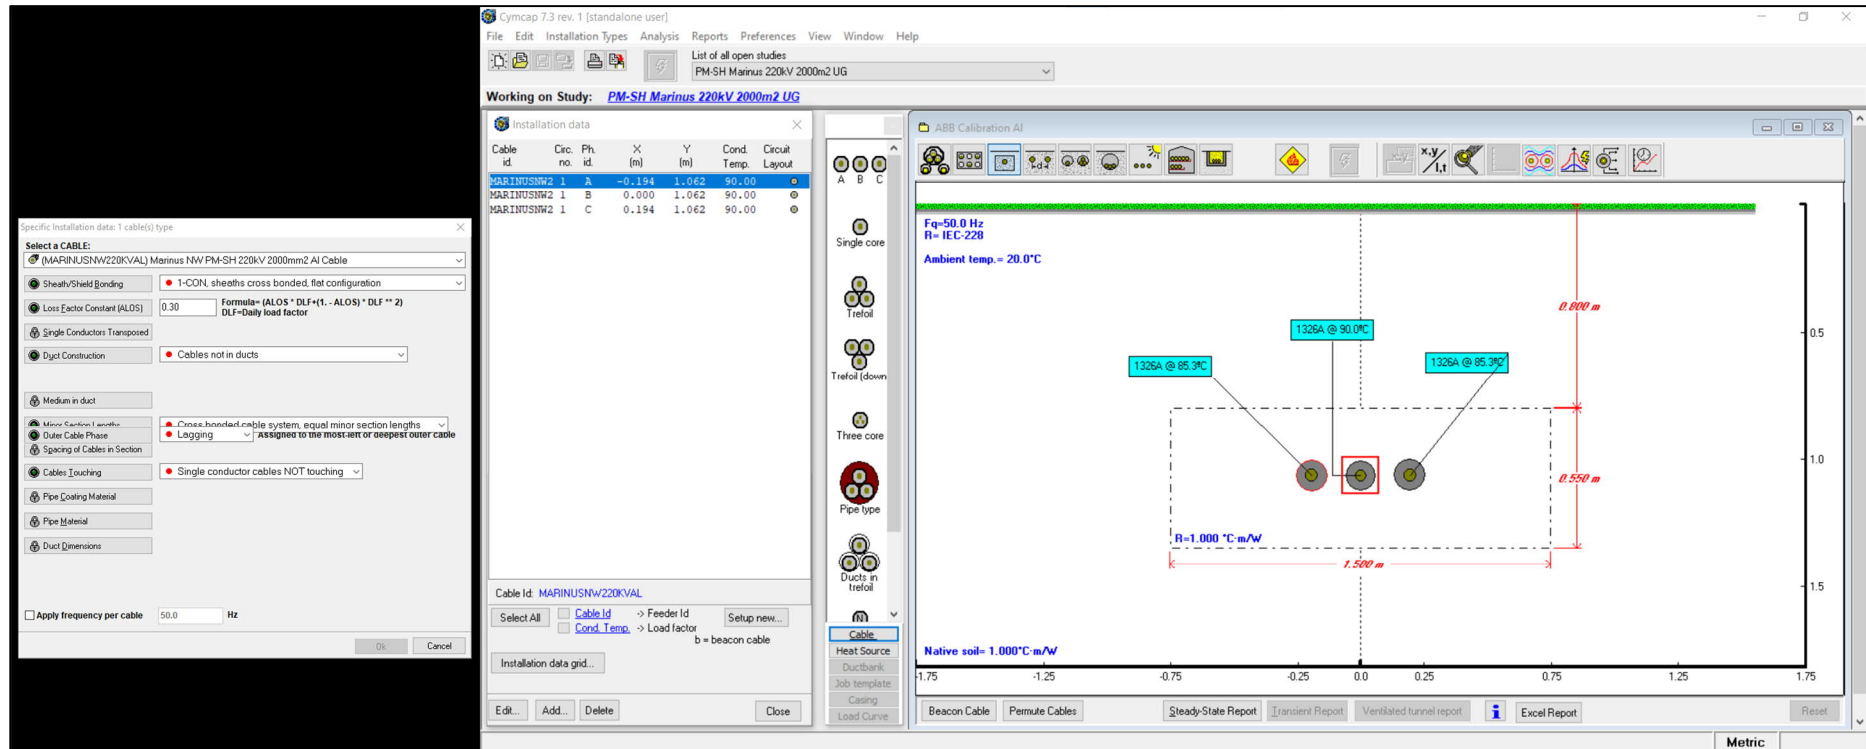 Specific Installation data: 1 cable(s) type
Select a CABLE:
(MARINUSNW220KVAL) Marinus NW PM-SH 220kV 2000mm2 Al Cable
Sheath/Shield Bonding
1-CON, sheaths cross bonded, flat configuration
Loss Factor Constant (ALOS)
0.30
Formula= (ALOS * DLF+(1. - ALOS) * DLF ** 2)
DLF=Daily load factor
Single Conductors Transposed
Duct Construction
Cables not in ducts
Medium in duct
Minor Section Lengths
Cross bonded cable system, equal minor section lengths
Outer Cable Phase
Lagging
Assigned to the most-left or deepest outer cable
Spacing of Cables in Section
Cables Touching
Single conductor cables NOT touching
Pipe Coating Material
Pipe Material
Duct Dimensions
Apply frequency per cable
50.0
Hz
Ok
Cancel
Cymcap 7.3 rev. 1 [standalone user]
File Edit Installation Types Analysis Reports Preferences View Window Help
List of all open studies
PM-SH Marinus 220kV 2000m2 UG
Working on Study: PM-SH Marinus 220kV 2000m2 UG
Installation data
Cable id. Circ. no. Ph. id. X (m) Y (m) Cond. Temp. Circuit Layout
MARINUSNW2 1 A -0.194 1.062 90.00
MARINUSNW2 1 B 0.000 1.062 90.00
MARINUSNW2 1 C 0.194 1.062 90.00
Cable Id: MARINUSNW220KVAL
Select All
Cable Id -> Feeder Id
Cond. Temp. -> Load factor
b = beacon cable
Setup new...
Installation data grid...
Edit...
Add...
Delete
Close
A B C
Single core
Trefoil
Trefoil (down
Three core
Pipe type
Ducts in
trefoil
N
Cable
Heat Source
Ductbank
Job template
Casing
Load Curve
ABB Calibration Al
x,y
I,t
Fq=50.0 Hz
R= IEC-228
Ambient temp.= 20.0°C
0.800 m
0.5
1326A @ 90.0ºC
1326A @ 85.3ºC
1326A @ 85.3ºC
1.0
0.550 m
R=1.000 °C·m/W
1.500 m
1.5
Native soil= 1.000°C·m/W
-1.75 -1.25 -0.75 -0.25 0.0 0.25 0.75 1.25 1.75
Beacon Cable
Permute Cables
Steady-State Report
Transient Report
Ventilated tunnel report
i
Excel Report
Reset
Metric